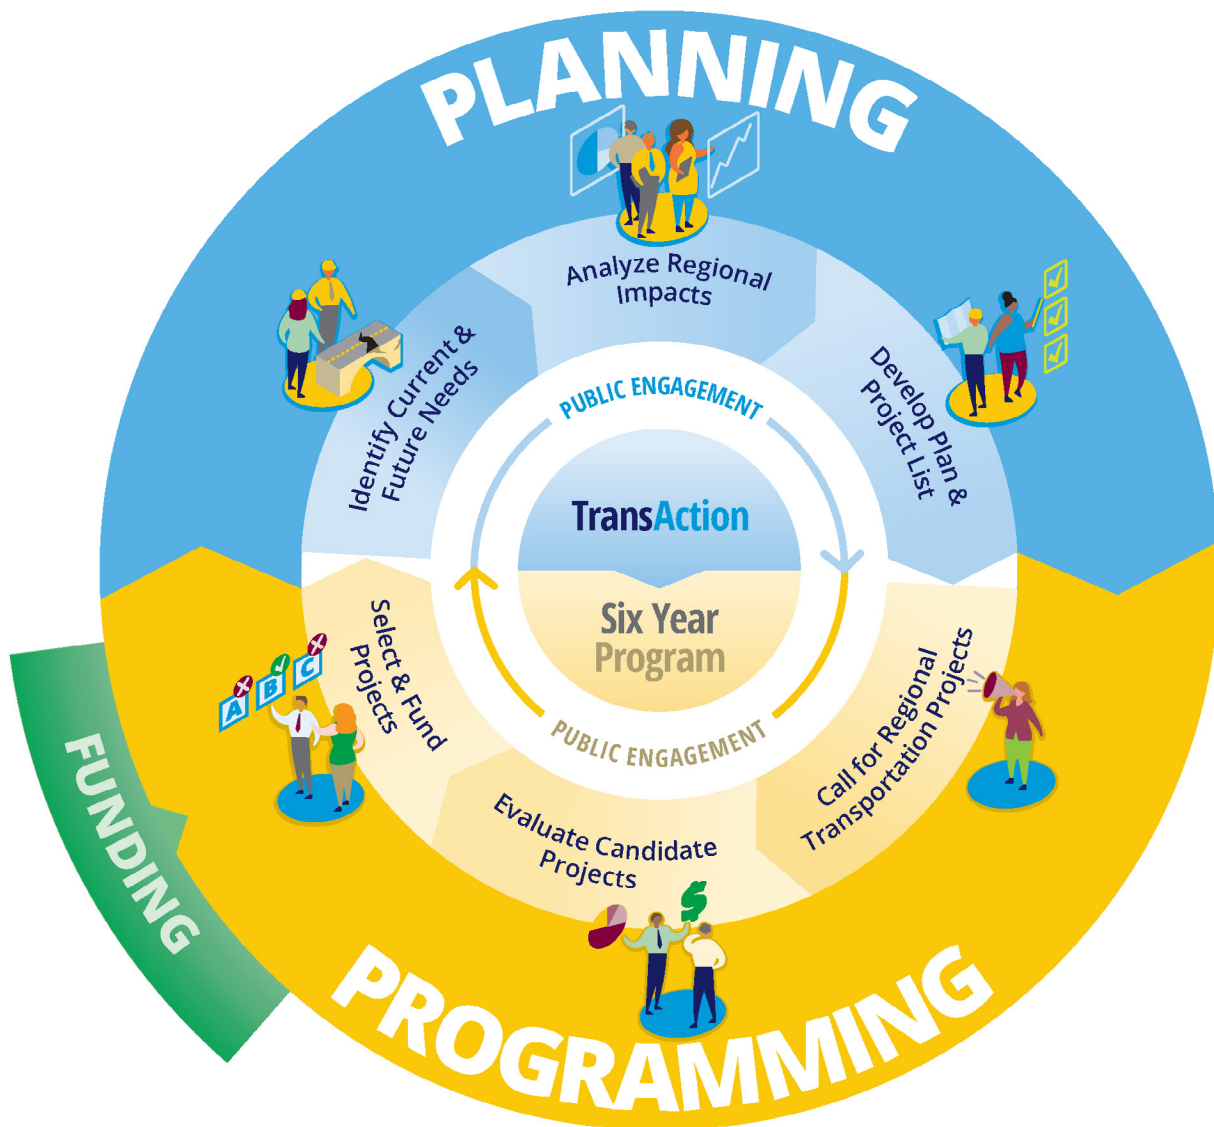 PLANNING
Analyze Regional
Impacts
Identify Current &
Future Needs
Develop Plan &
Project List
PUBLIC ENGAGEMENT
TransAction
Six Year
Program
PUBLIC ENGAGEMENT
Select & Fund
Projects
A
B
C
Call for Regional
Transportation Projects
Evaluate Candidate
Projects
$
FUNDING
PROGRAMMING